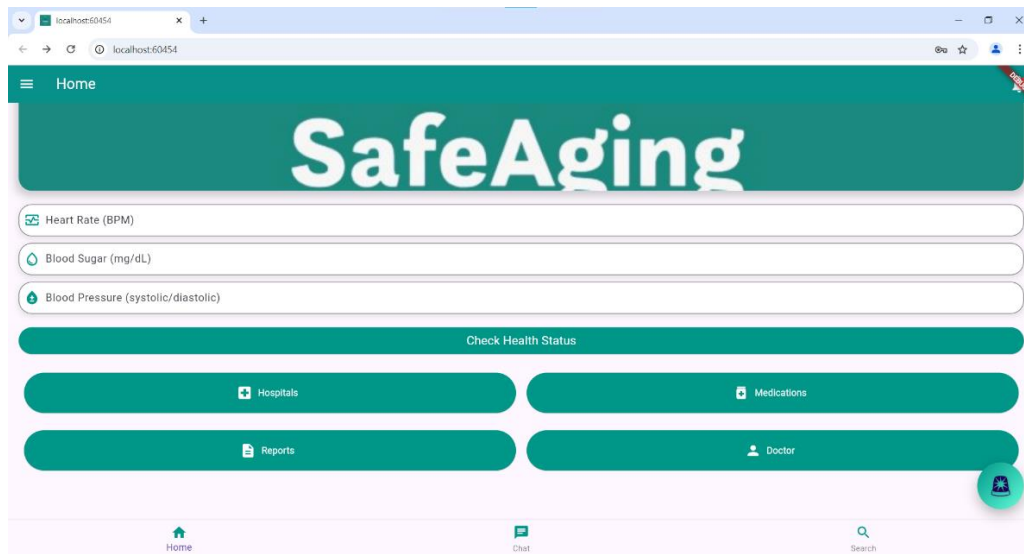 localhost:60454
localhost:60454
Home
SafeAging
Heart Rate (BPM)
Blood Sugar (mg/dL)
Blood Pressure (systolic/diastolic)
Check Health Status
Hospitals
Medications
Reports
Doctor
Home
Chat
Search